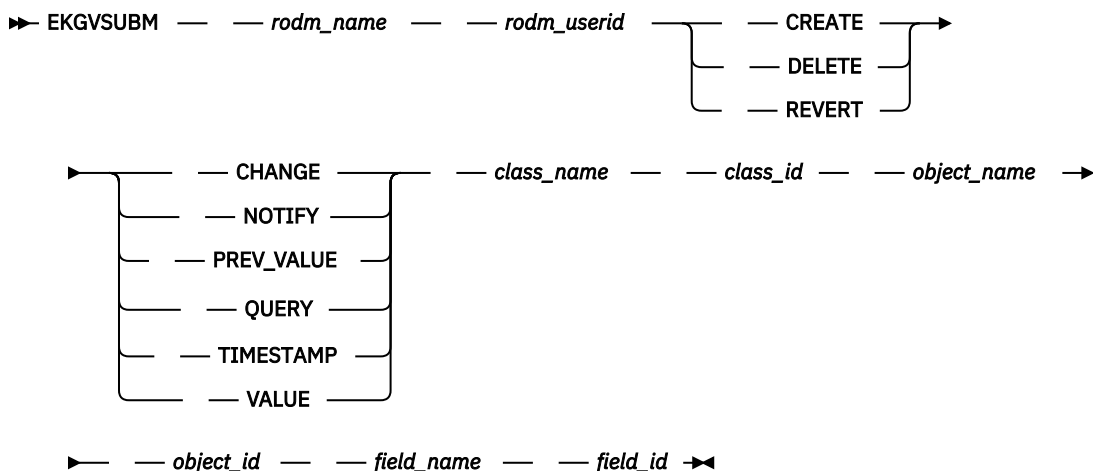 EKGVSUBM rodm_name rodm_userid CREATE
DELETE
REVERT
CHANGE class_name class_id object_name
NOTIFY
PREV_VALUE
QUERY
TIMESTAMP
VALUE
object_id field_name field_id